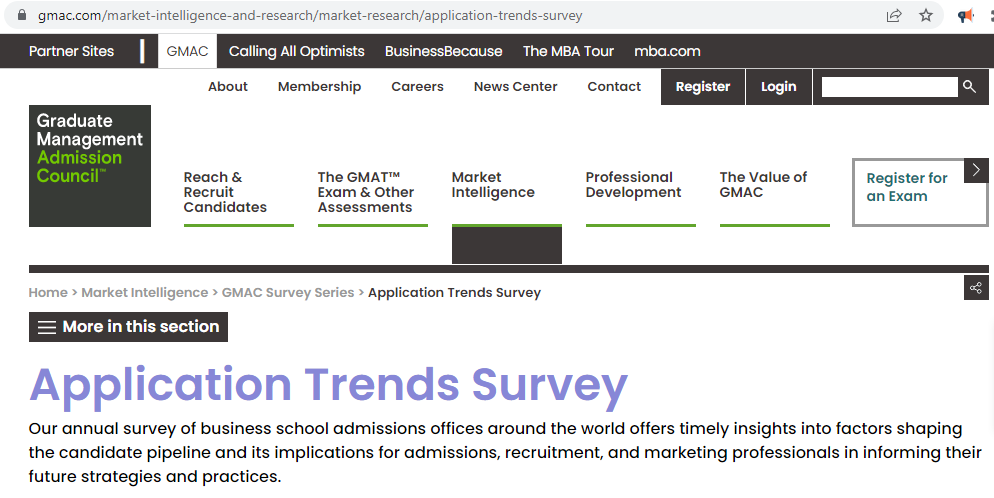 gmac.com/market-intelligence-and-research/market-research/application-trends-survey
Partner Sites | GMAC Calling All Optimists BusinessBecause The MBA Tour mba.com
About Membership Careers News Center Contact Register Login
Graduate
Management
Admission
Council™
Reach &
Recruit
Candidates
The GMAT™
Exam & Other
Assessments
Market
Intelligence
Professional
Development
The Value of
GMAC
Register for
an Exam
Home > Market Intelligence > GMAC Survey Series > Application Trends Survey
More in this section
Application Trends Survey
Our annual survey of business school admissions offices around the world offers timely insights into factors shaping
the candidate pipeline and its implications for admissions, recruitment, and marketing professionals in informing their
future strategies and practices.